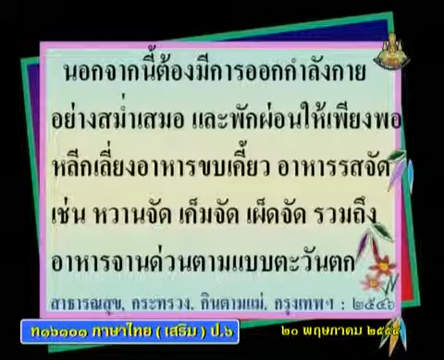 นอกจากนี้ต้องมีการออกกำลังกาย
อย่างสม่ำเสมอ และพักผ่อนให้เพียงพอ
หลีกเลี่ยงอาหารขบเคี้ยว อาหารรสจัด
เช่น หวานจัด เค็มจัด เผ็ดจัด รวมถึง
อาหารจานด่วนตามแบบตะวันตก
สาธารณสุข, กระทรวง. กินตามแม่, กรุงเทพฯ : ๒๕๔๖
ท๑๖๑๐๑ ภาษาไทย ( เสริม ) ป.๖
๒๐ พฤษภาคม ๒๕๕๔